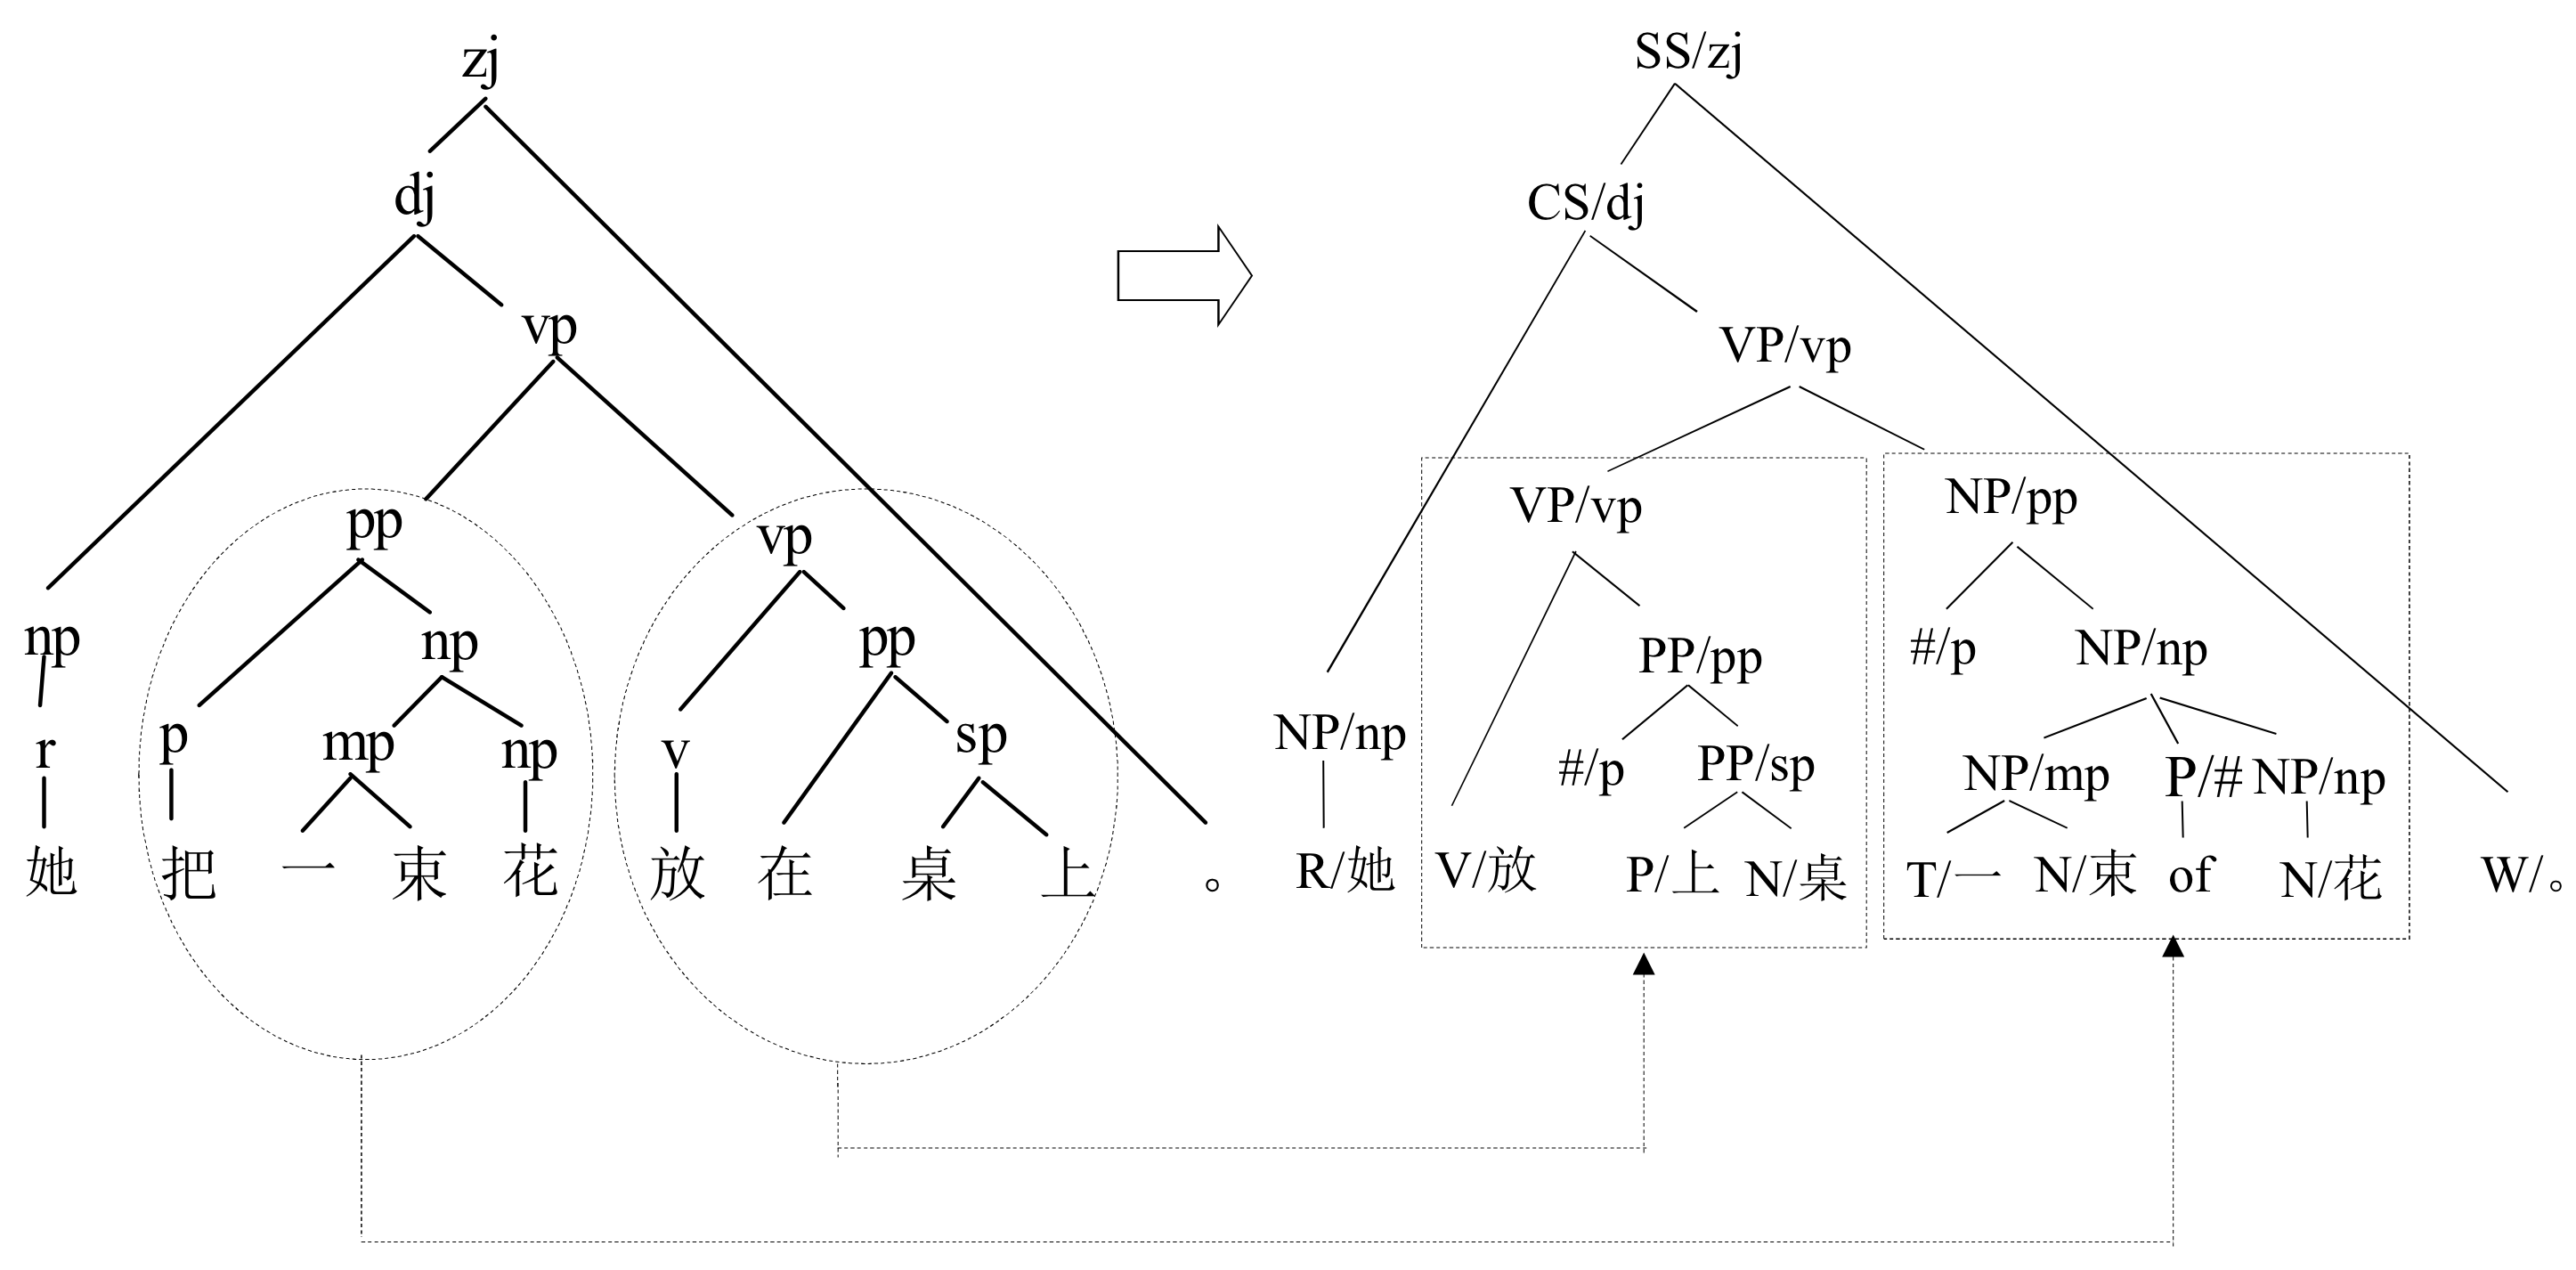 zj SS/zj
dj CS/dj
vp VP/vp
pp vp VP/vp NP/pp
np np pp PP/pp #/p NP/np
r p mp np v sp NP/np #/p PP/sp NP/mp P/# NP/np
她 把 一 束 花 放 在 桌 上 。 R/她 V/放 P/上 N/桌 T/一 N/束 of N/花 W/。